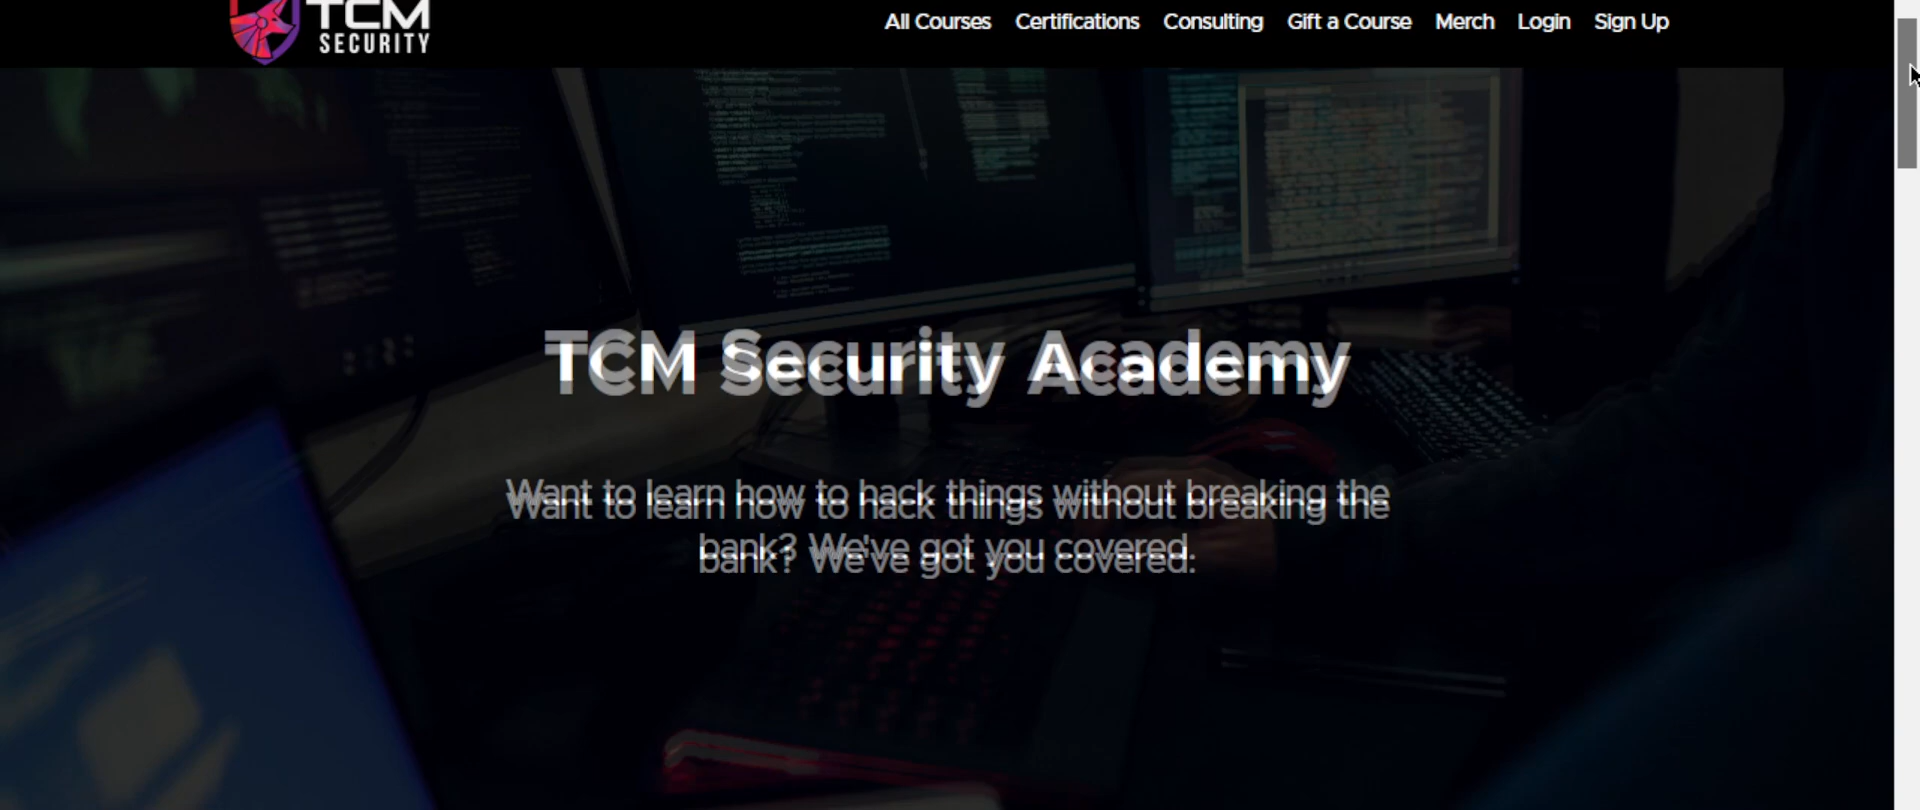 TCM
SECURITY
All Courses Certifications Consulting Gift a Course Merch Login Sign Up
TCM Security Academy
Want to learn how to hack things without breaking the
bank? We've got you covered.